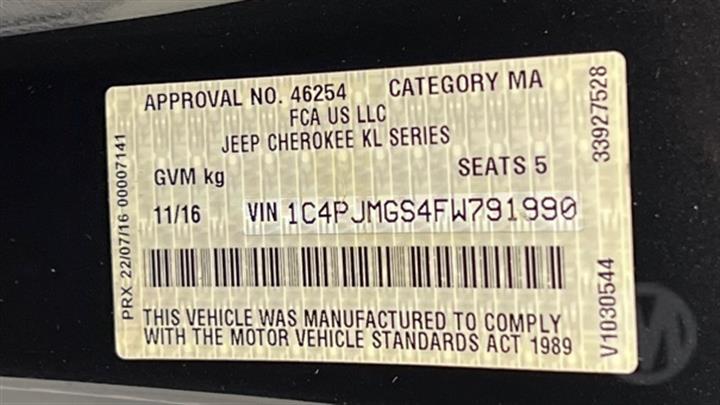 APPROVAL NO. 46254 CATEGORY MA
FCA US LLC
JEEP CHEROKEE KL SERIES
GVM kg SEATS 5
11/16 VIN 1C4PJMGS4FW791990
THIS VEHICLE WAS MANUFACTURED TO COMPLY
WITH THE MOTOR VEHICLE STANDARDS ACT 1989
PRX 22/07/16-00007141
33927528
V1030544